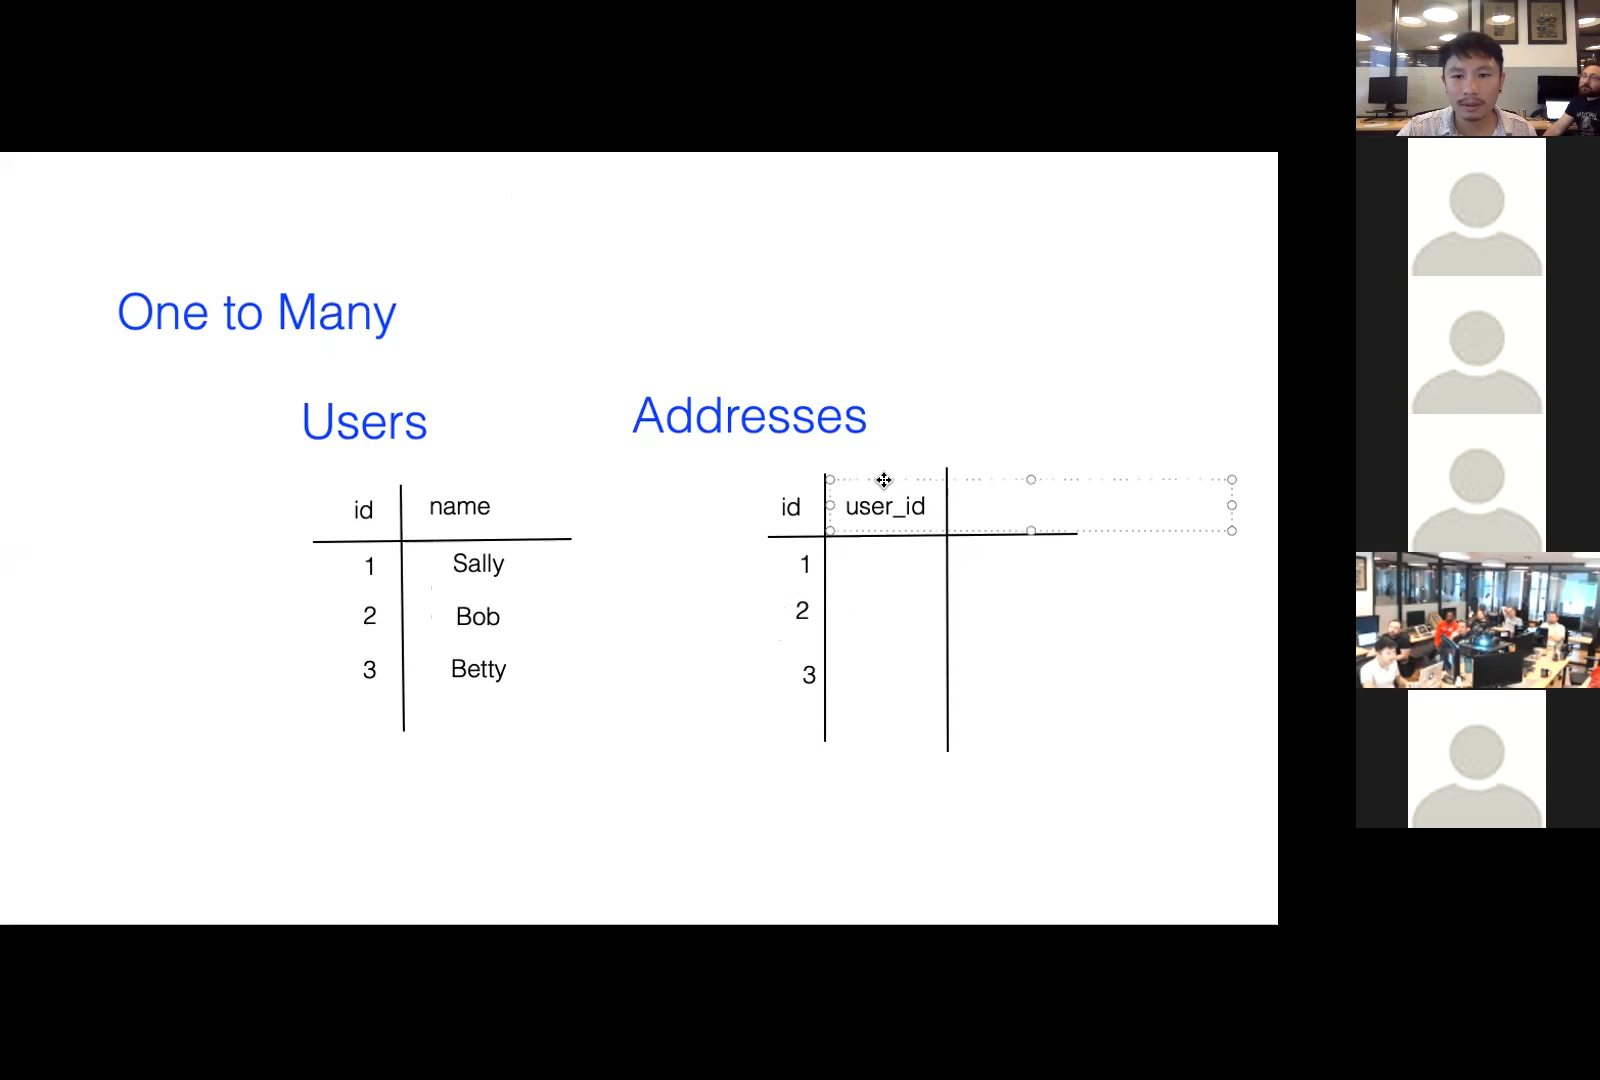 One to Many
Users
Addresses
id name
1 Sally
2 Bob
3 Betty
id user_id
1
2
3